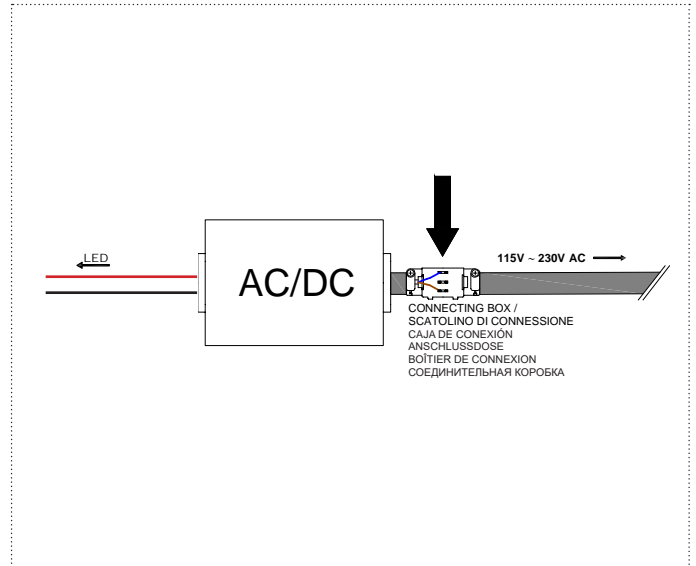 LED
AC/DC
115V ~ 230V AC
CONNECTING BOX /
SCATOLINO DI CONNESSIONE
CAJA DE CONEXIÓN
ANSCHLUSSDOSE
BOÎTIER DE CONNEXION
СОЕДИНИТЕЛЬНАЯ КОРОБКА